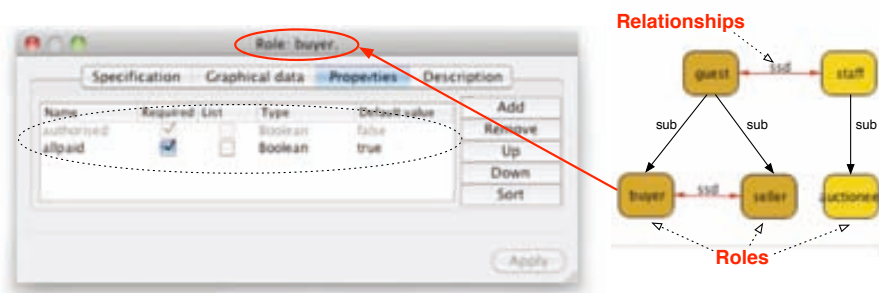 Relationships
Role: buyer.
Specification Graphical data Properties Description
Name Required List Type Default value
authorised Boolean false
allpaid Boolean true
Add
Remove
Up
Down
Sort
Apply
guest ssd staff
sub sub sub
buyer ssd seller auctionee
Roles